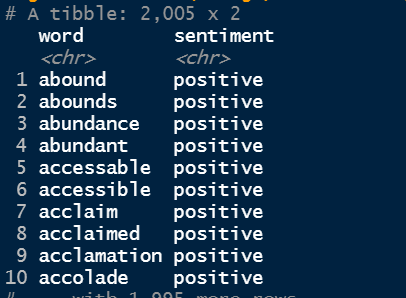 # A tibble: 2,005 x 2
word sentiment
<chr> <chr>
1 abound positive
2 abounds positive
3 abundance positive
4 abundant positive
5 accessable positive
6 accessible positive
7 acclaim positive
8 acclaimed positive
9 acclamation positive
10 accolade positive
# ... with 1,995 more rows